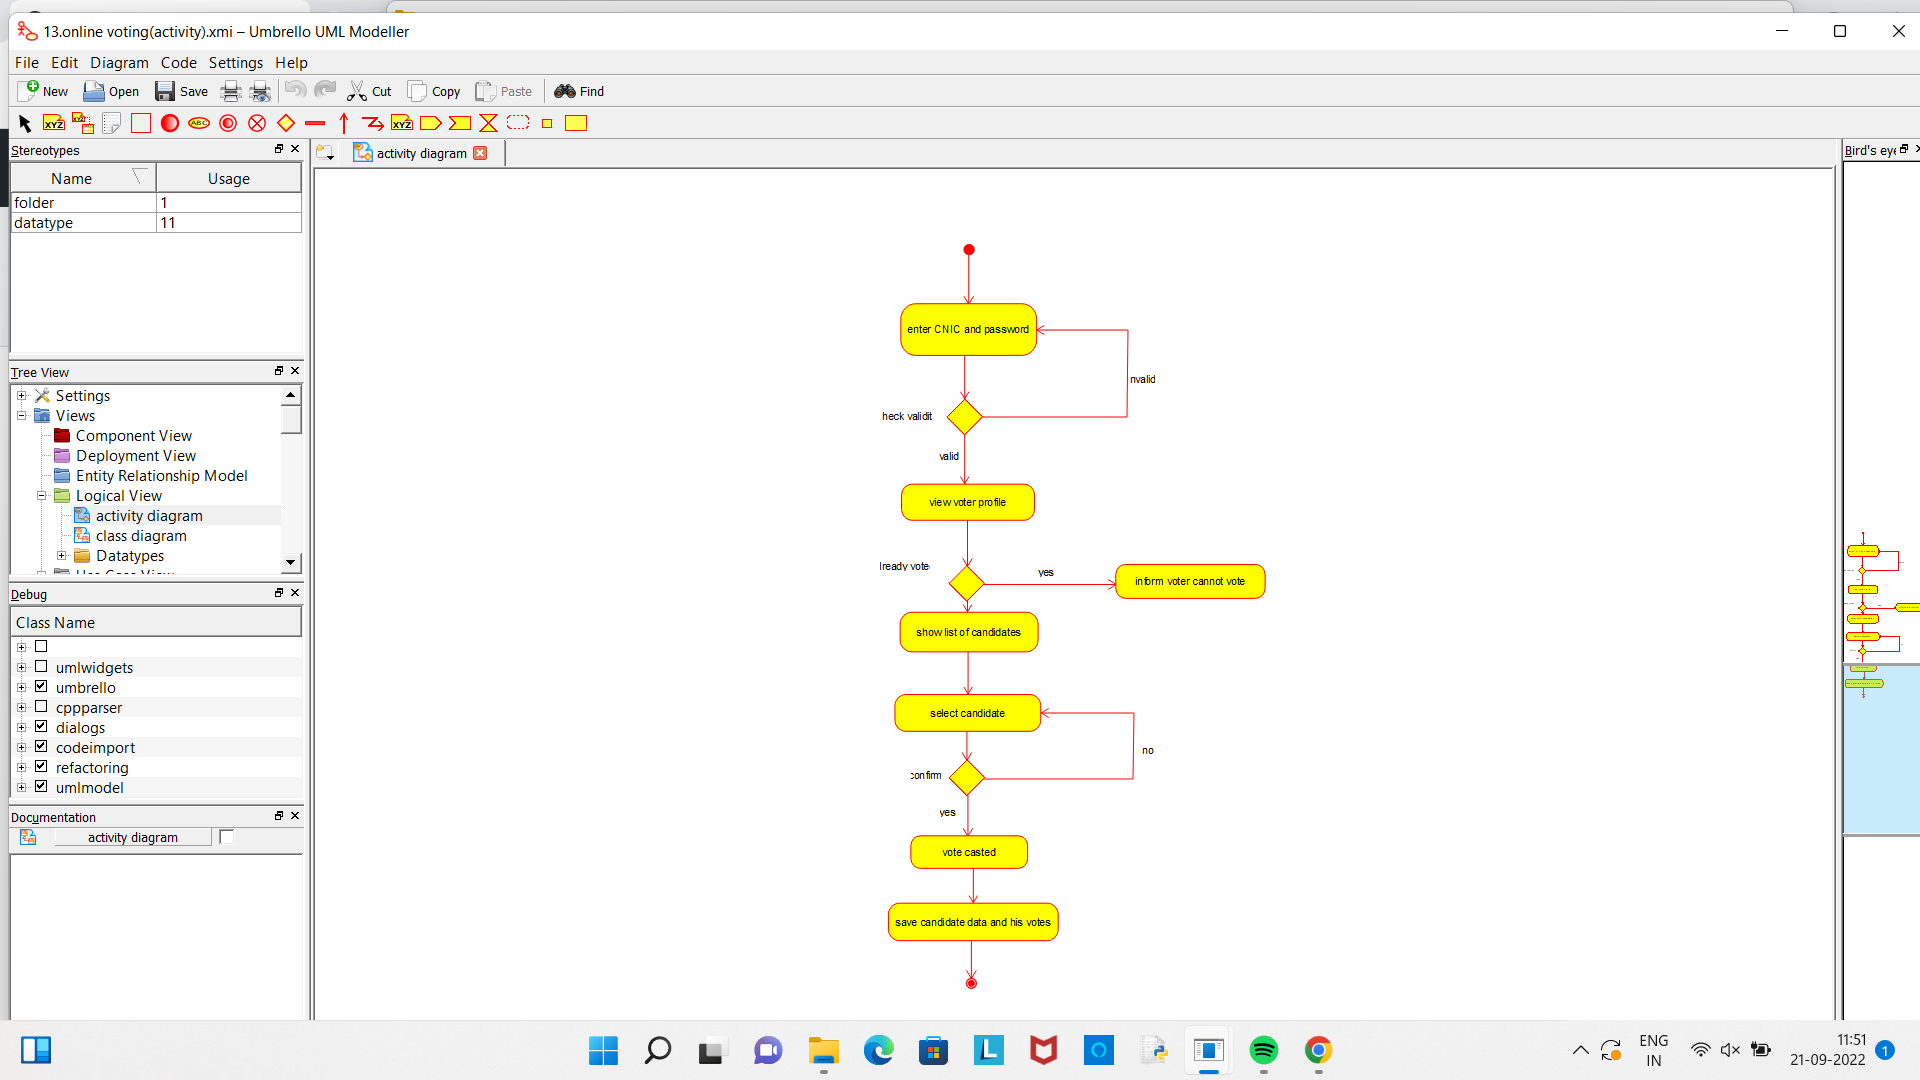 13.online voting(activity).xmi – Umbrello UML Modeller
File Edit Diagram Code Settings Help
New Open Save Cut Copy Paste Find
XYZ ABC XYZ
Stereotypes
Name Usage
folder 1
datatype 11
Tree View
Settings
Views
Component View
Deployment View
Entity Relationship Model
Logical View
activity diagram
class diagram
Datatypes
Debug
Class Name
umlwidgets
umbrello
cppparser
dialogs
codeimport
refactoring
umlmodel
Documentation
activity diagram
activity diagram
Bird's eye
enter CNIC and password
nvalid
heck validit
valid
view voter profile
lready vote
yes
inform voter cannot vote
show list of candidates
select candidate
no
confirm
yes
vote casted
save candidate data and his votes
ENG
IN
11:51
21-09-2022
1